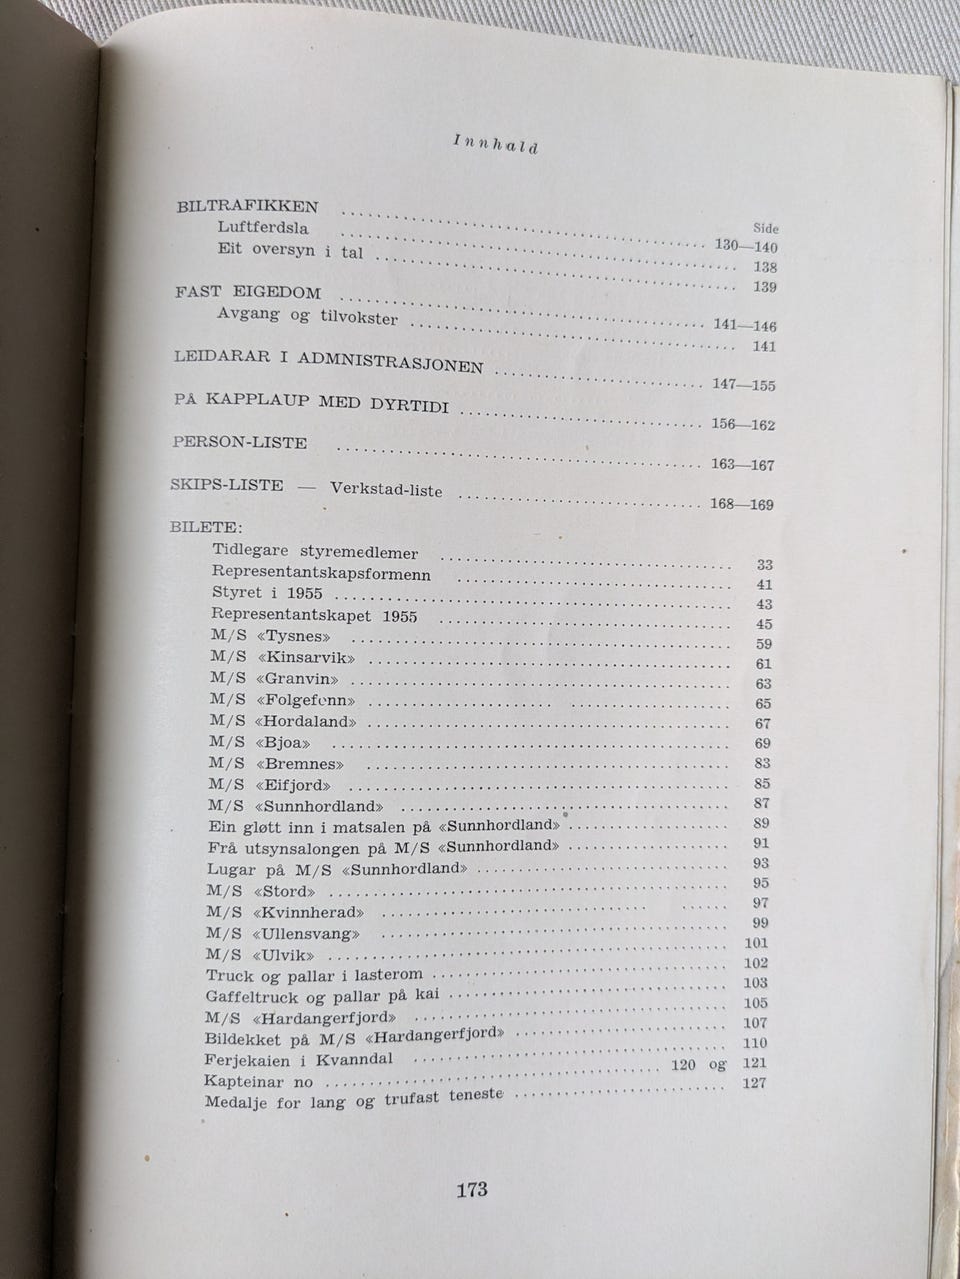 Innhald
Side
BILTRAFIKKEN ........ 130—140
Luftferdsla ........ 138
Eit oversyn i tal ........ 139
FAST EIGEDOM ........ 141—146
Avgang og tilvokster ........ 141
LEIDARAR I ADMNISTRASJONEN ........ 147—155
PÅ KAPPLAUP MED DYRTIDI ........ 156—162
PERSON-LISTE ........ 163—167
SKIPS-LISTE — Verkstad-liste ........ 168—169
BILETE:
Tidlegare styremedlemer ........ 33
Representantskapsformenn ........ 41
Styret i 1955 ........ 43
Representantskapet 1955 ........ 45
M/S «Tysnes» ........ 59
M/S «Kinsarvik» ........ 61
M/S «Granvin» ........ 63
M/S «Folgefonn» ........ 65
M/S «Hordaland» ........ 67
M/S «Bjoa» ........ 69
M/S «Bremnes» ........ 83
M/S «Eifjord» ........ 85
M/S «Sunnhordland» ........ 87
Ein gløtt inn i matsalen på «Sunnhordland» ........ 89
Frå utsynsalongen på M/S «Sunnhordland» ........ 91
Lugar på M/S «Sunnhordland» ........ 93
M/S «Stord» ........ 95
M/S «Kvinnherad» ........ 97
M/S «Ullensvang» ........ 99
M/S «Ulvik» ........ 101
Truck og pallar i lasterom ........ 102
Gaffeltruck og pallar på kai ........ 103
M/S «Hardangerfjord» ........ 105
Bildekket på M/S «Hardangerfjord» ........ 107
Ferjekaien i Kvanndal ........ 110
Kapteinar no ........ 120 og 121
Medalje for lang og trufast teneste ........ 127
173